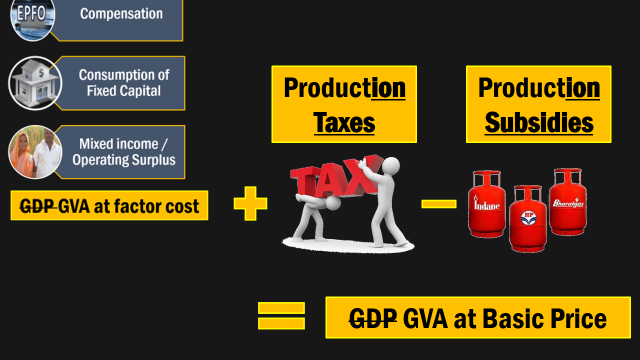 EPFO
Compensation
Consumption of
Fixed Capital
Mixed income /
Operating Surplus
GDP GVA at factor cost
Production
Taxes
TAX
Production
Subsidies
Indane
HP
Bharatgas
GDP GVA at Basic Price